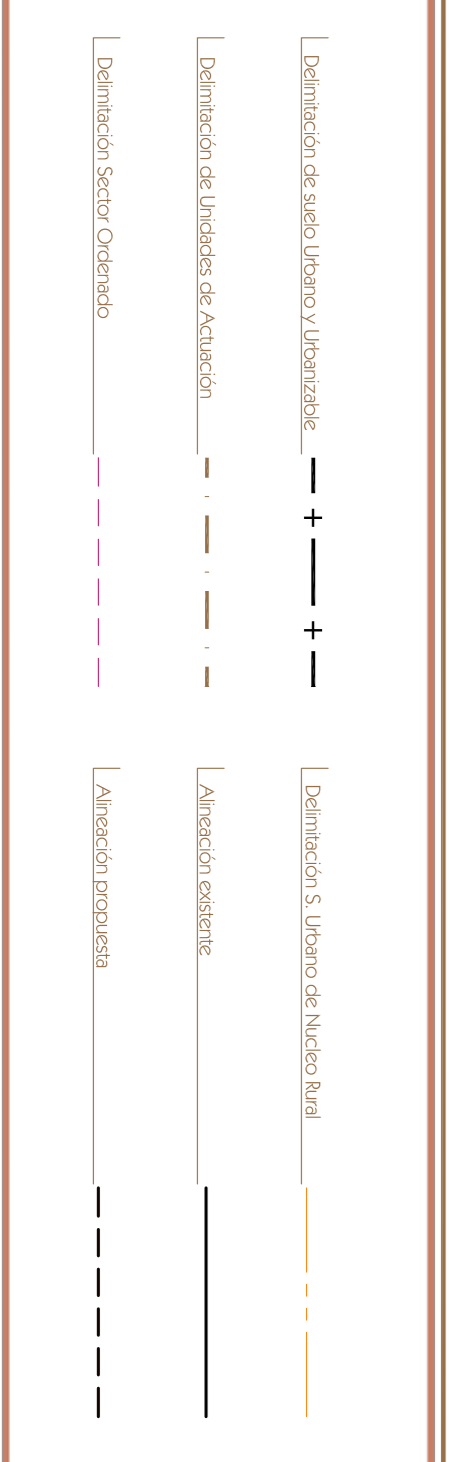 Delimitación de suelo Urbano y Urbanizable
Delimitación de Unidades de Actuación
Delimitación Sector Ordenado
Delimitación S. Urbano de Nucleo Rural
Alineación existente
Alineación propuesta